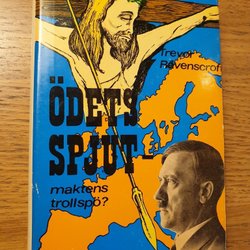 Trevor
Ravenscroft
ÖDETS
SPJUT-
maktens
trollspö?